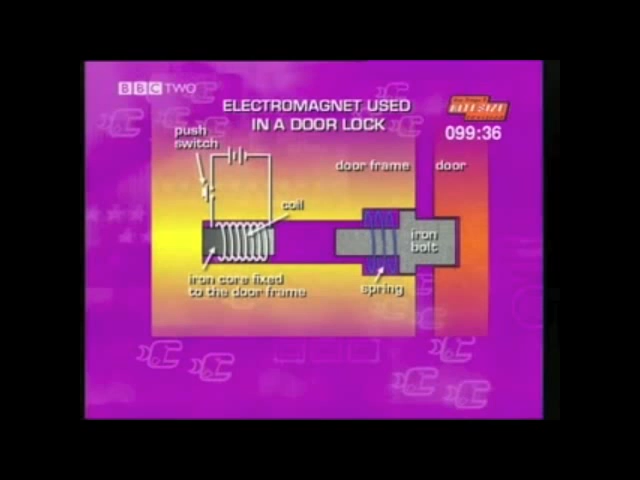 BBC TWO
ELECTROMAGNET USED
IN A DOOR LOCK
BITESIZE
099:36
push
switch
door frame
door
coil
iron
bolt
iron core fixed
to the door frame
spring